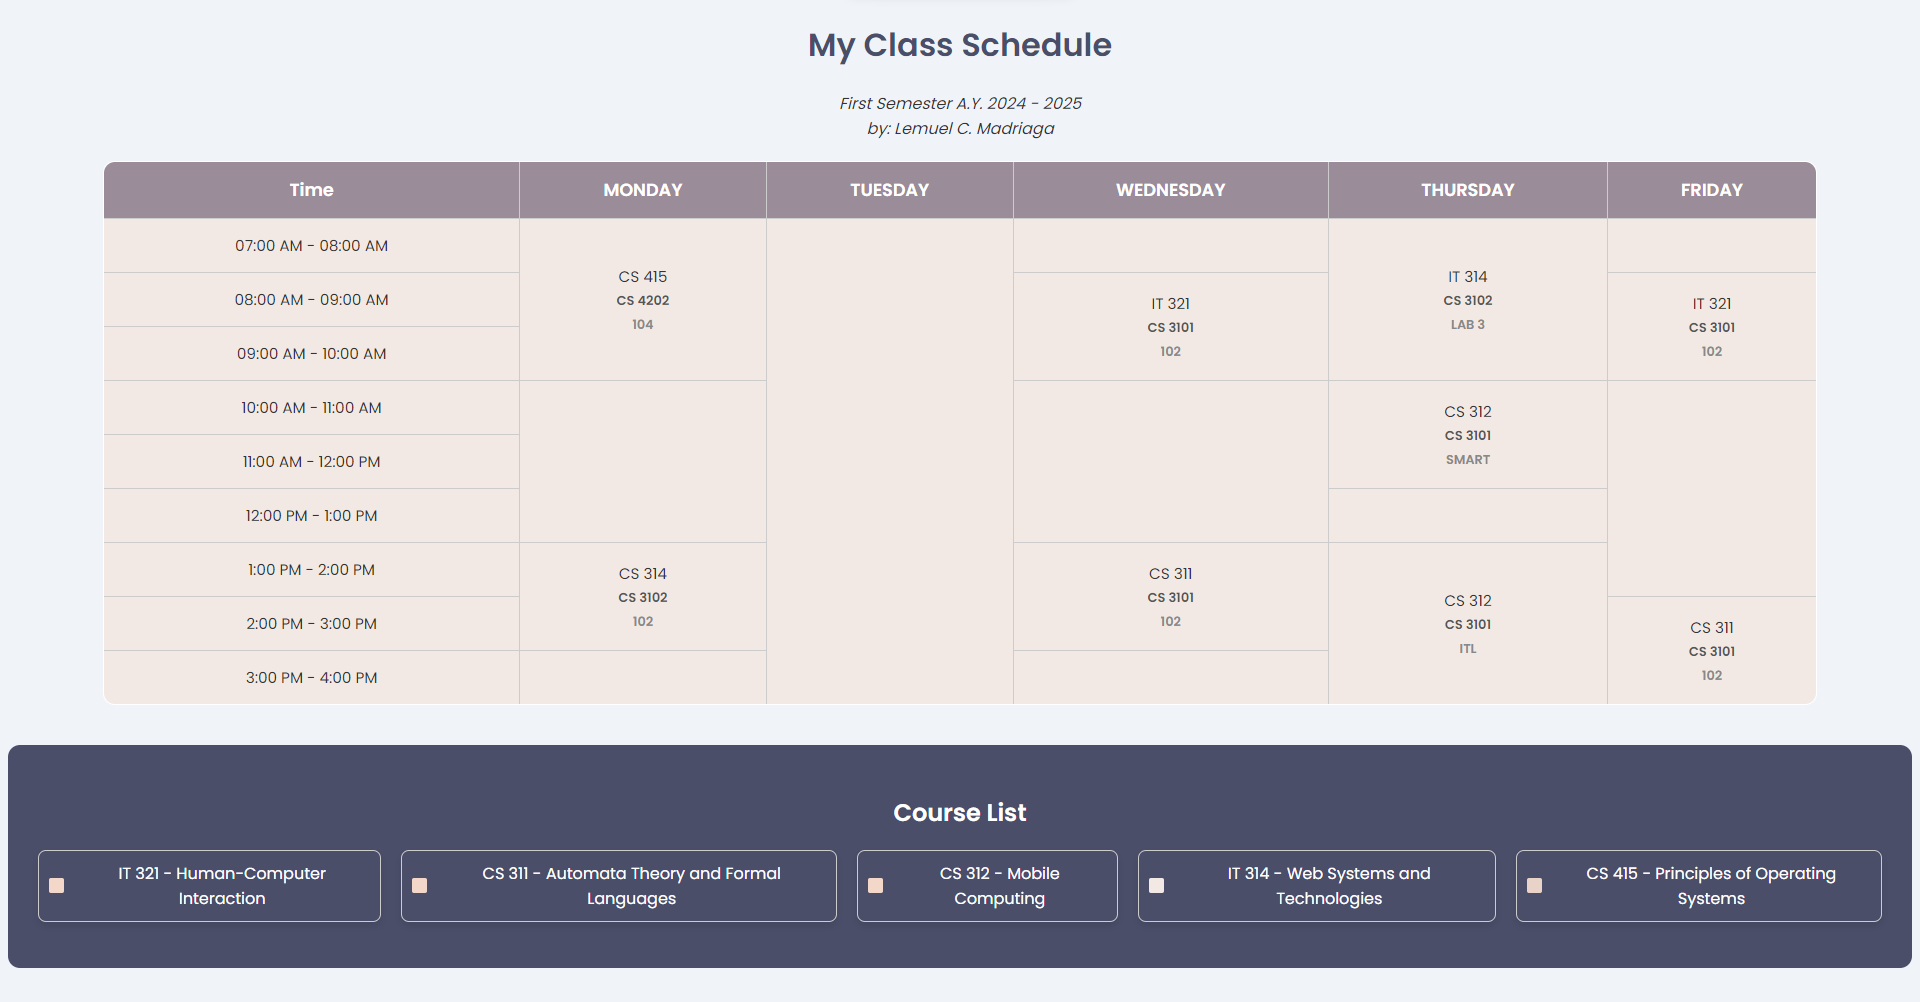 My Class Schedule
First Semester A.Y. 2024 - 2025
by: Lemuel C. Madriaga
Time MONDAY TUESDAY WEDNESDAY THURSDAY FRIDAY
07:00 AM - 08:00 AM
CS 415
CS 4202
104
IT 314
CS 3102
LAB 3
08:00 AM - 09:00 AM
IT 321
CS 3101
102
IT 321
CS 3101
102
09:00 AM - 10:00 AM
10:00 AM - 11:00 AM
CS 312
CS 3101
SMART
11:00 AM - 12:00 PM
12:00 PM - 1:00 PM
1:00 PM - 2:00 PM
CS 314
CS 3102
102
CS 311
CS 3101
102
CS 312
CS 3101
ITL
2:00 PM - 3:00 PM
CS 311
CS 3101
102
3:00 PM - 4:00 PM
Course List
IT 321 - Human-Computer
Interaction
CS 311 - Automata Theory and Formal
Languages
CS 312 - Mobile
Computing
IT 314 - Web Systems and
Technologies
CS 415 - Principles of Operating
Systems